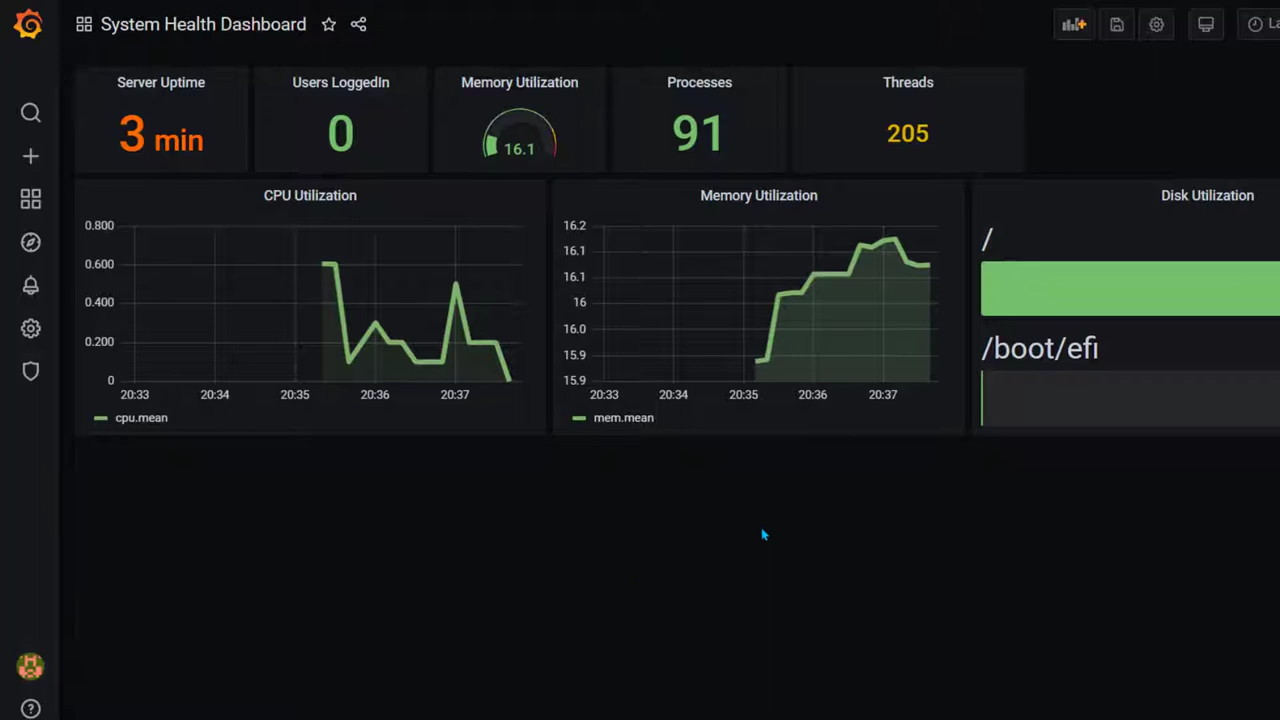 System Health Dashboard
Server Uptime
3 min
Users LoggedIn
0
Memory Utilization
16.1
Processes
91
Threads
205
CPU Utilization
0.800
0.600
0.400
0.200
0
20:33 20:34 20:35 20:36 20:37
cpu.mean
Memory Utilization
16.2
16.1
16.1
16
16.0
15.9
15.9
20:33 20:34 20:35 20:36 20:37
mem.mean
Disk Utilization
/
/boot/efi